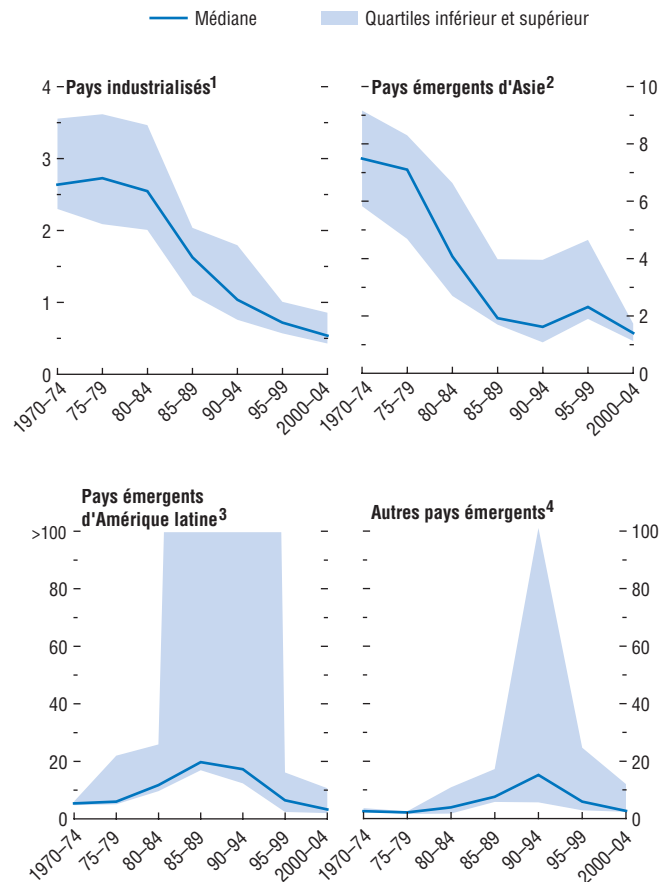 Médiane Quartiles inférieur et supérieur
Pays industrialisés1
4
3
2
1
0
1970–74 75–79 80–84 85–89 90–94 95–99 2000–04
Pays émergents d'Asie2
10
8
6
4
2
0
1970–74 75–79 80–84 85–89 90–94 95–99 2000–04
Pays émergents
d'Amérique latine3
>100
80
60
40
20
0
1970–74 75–79 80–84 85–89 90–94 95–99 2000–04
Autres pays émergents4
100
80
60
40
20
0
1970–74 75–79 80–84 85–89 90–94 95–99 2000–04